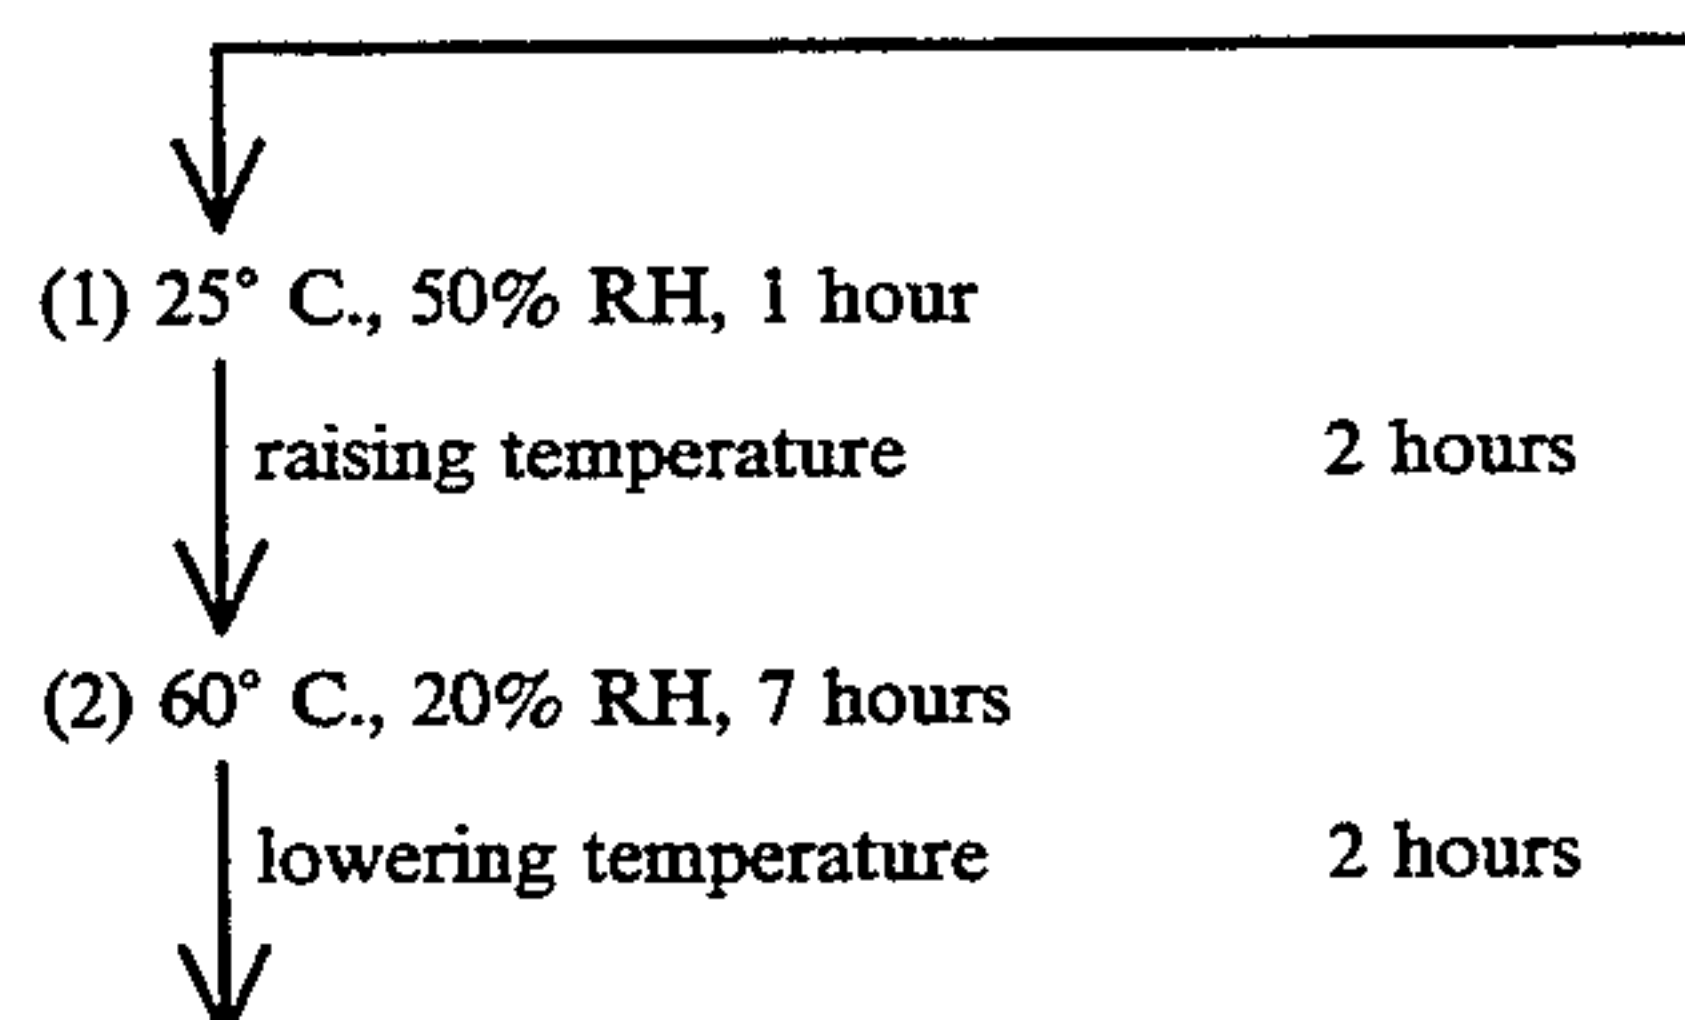 (1) 25° C., 50% RH, 1 hour
raising temperature 2 hours
(2) 60° C., 20% RH, 7 hours
lowering temperature 2 hours